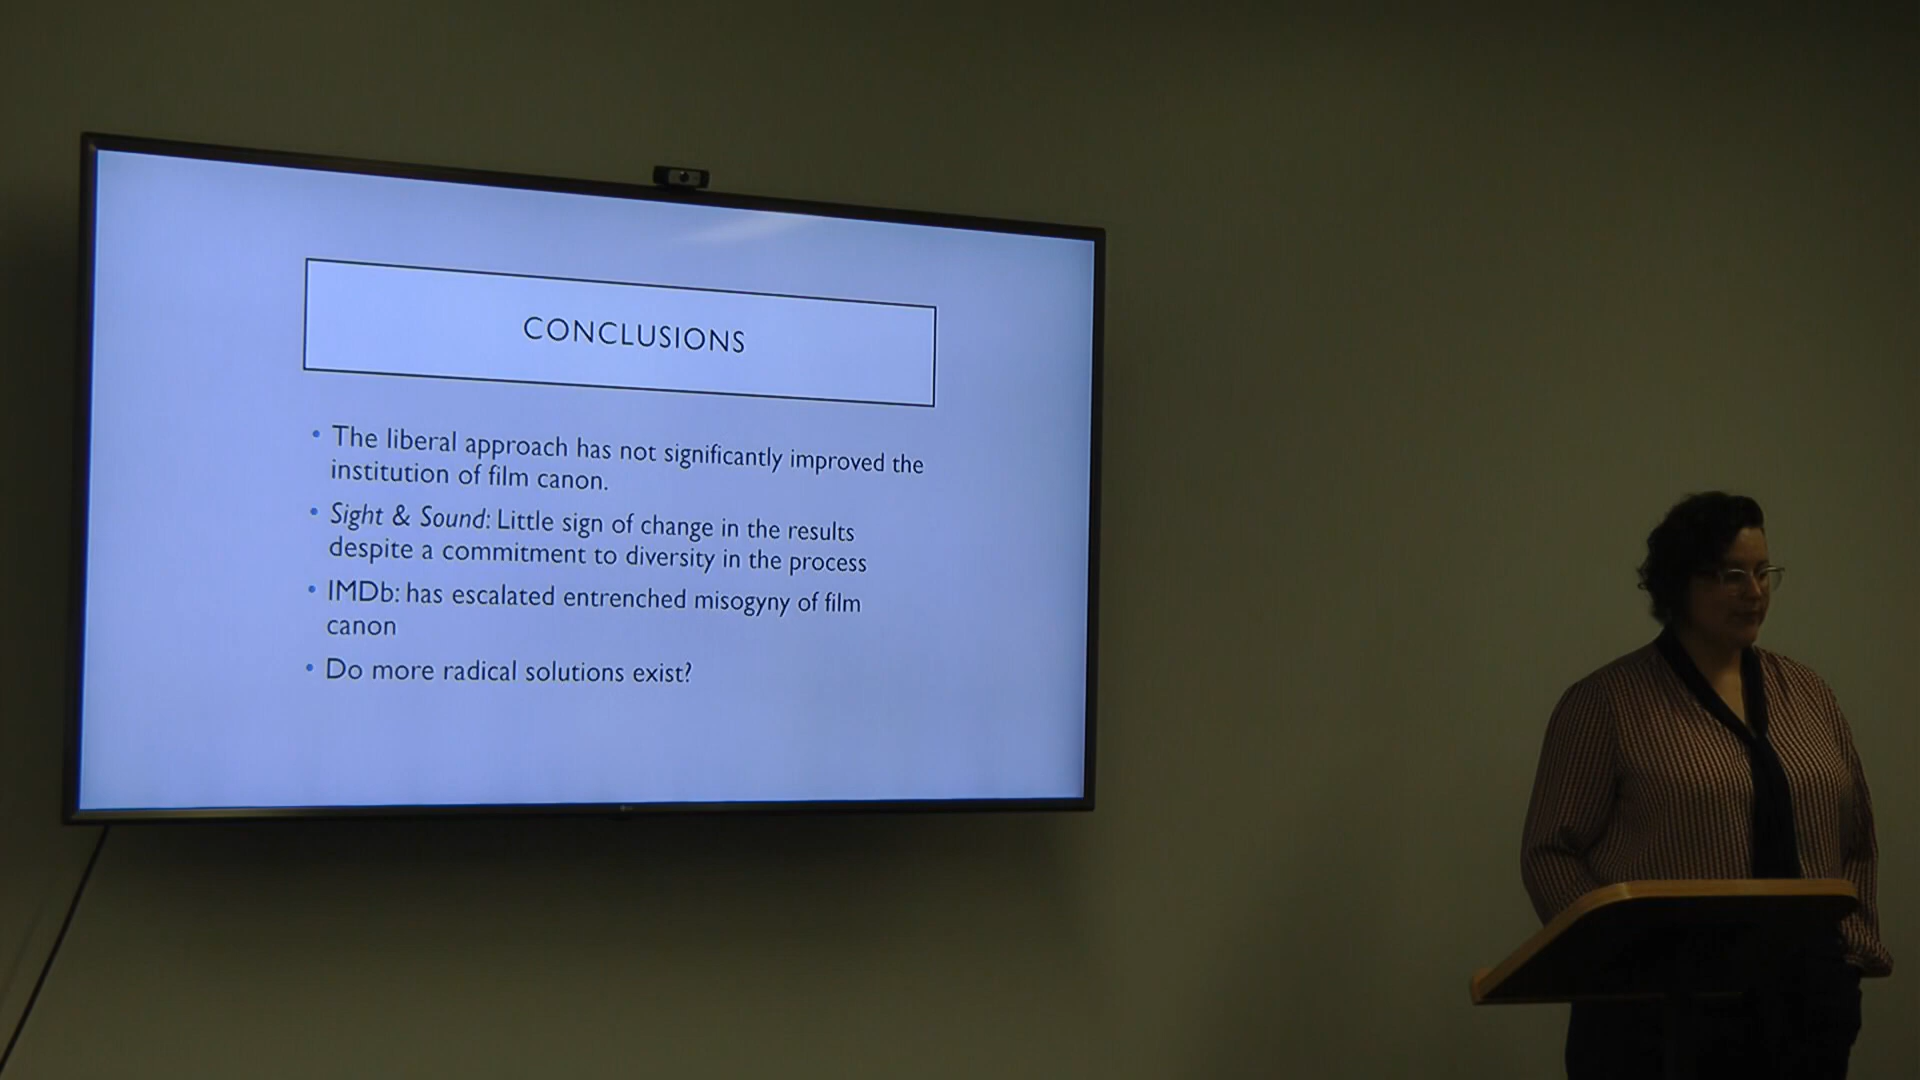 CONCLUSIONS
• The liberal approach has not significantly improved the
institution of film canon.
• Sight & Sound: Little sign of change in the results
despite a commitment to diversity in the process
• IMDb: has escalated entrenched misogyny of film
canon
• Do more radical solutions exist?